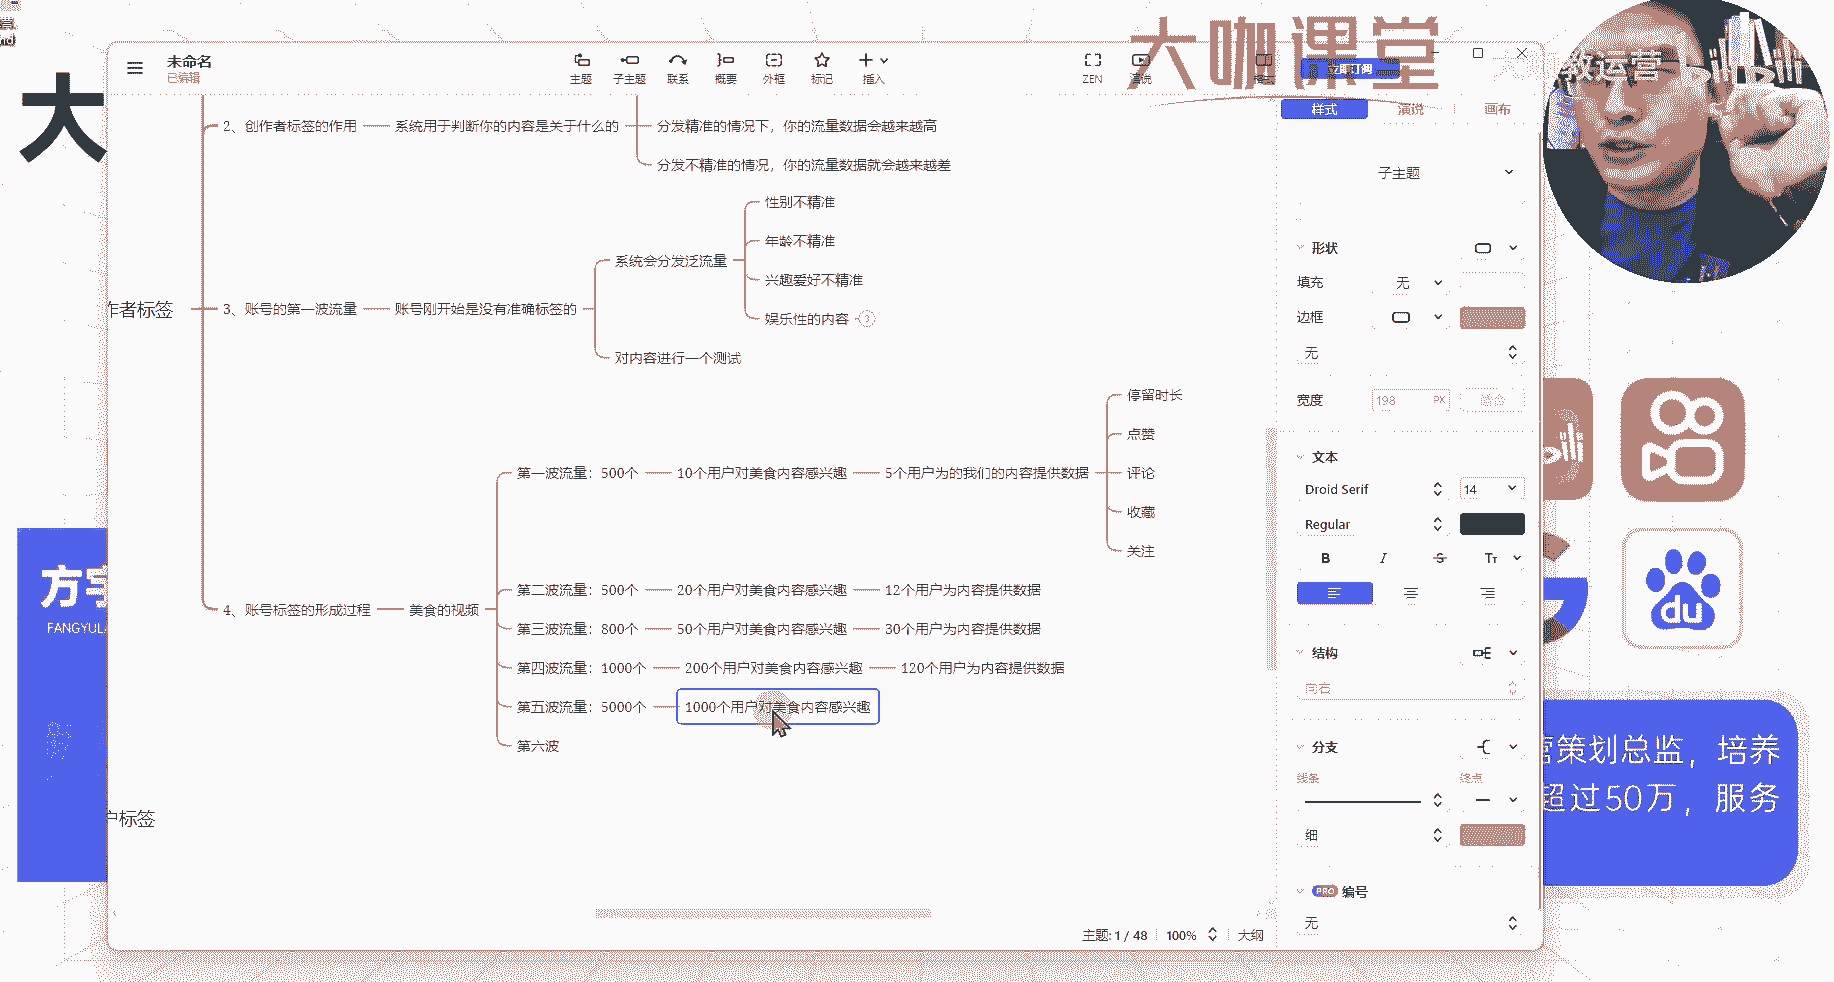 大咖课堂
教运营
bilibili
大
未命名
已编辑
主题
子主题
联系
概要
外框
标记
插入
ZEN
演说
格式
立即订阅
样式
演说
画布
2、创作者标签的作用
系统用于判断你的内容是关于什么的
分发精准的情况下，你的流量数据会越来越高
分发不精准的情况，你的流量数据就会越来越差
作者标签
3、账号的第一波流量
账号刚开始是没有准确标签的
系统会分发泛流量
性别不精准
年龄不精准
兴趣爱好不精准
娱乐性的内容
对内容进行一个测试
4、账号标签的形成过程
美食的视频
第一波流量：500个
10个用户对美食内容感兴趣
5个用户为的我们的内容提供数据
停留时长
点赞
评论
收藏
关注
第二波流量：500个
20个用户对美食内容感兴趣
12个用户为内容提供数据
第三波流量：800个
50个用户对美食内容感兴趣
30个用户为内容提供数据
第四波流量：1000个
200个用户对美食内容感兴趣
120个用户为内容提供数据
第五波流量：5000个
1000个用户对美食内容感兴趣
第六波
户标签
子主题
形状
填充
无
边框
无
宽度
198
PX
适合
文本
Droid Serif
14
Regular
B
I
S
Tт
结构
向右
分支
线条
终点
细
PRO 编号
无
主题: 1 / 48
100%
大纲
方宇
FANGYULA
du
营策划总监，培养
超过50万，服务